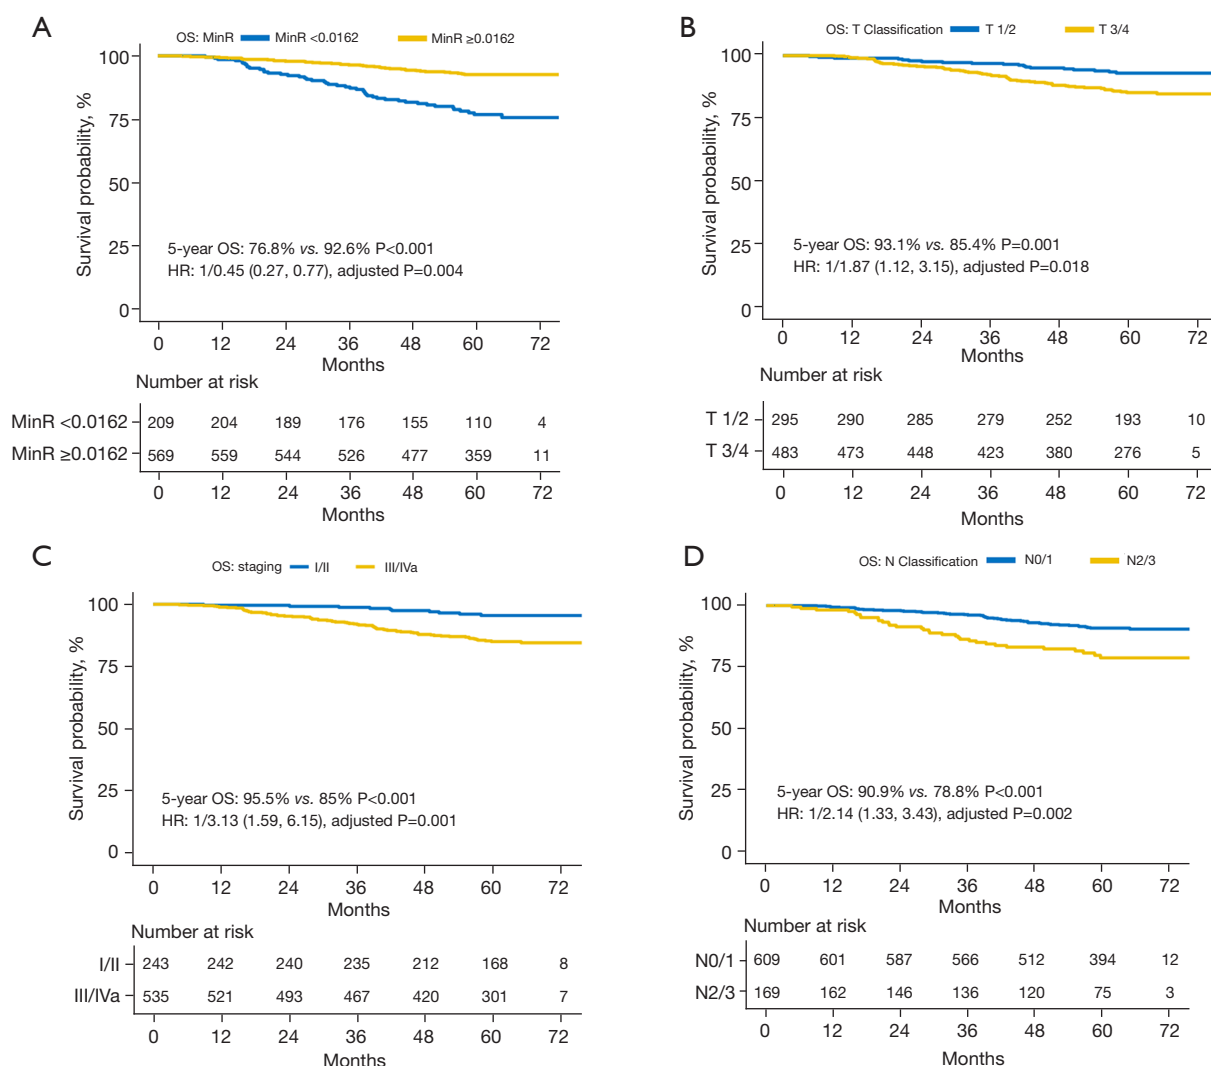 A
OS: MinR MinR <0.0162 MinR ≥0.0162
Survival probability, %
100
75
50
25
0
5-year OS: 76.8% vs. 92.6% P<0.001
HR: 1/0.45 (0.27, 0.77), adjusted P=0.004
0 12 24 36 48 60 72
Months
Number at risk
MinR <0.0162 209 204 189 176 155 110 4
MinR ≥0.0162 569 559 544 526 477 359 11
0 12 24 36 48 60 72
Months
B
OS: T Classification T 1/2 T 3/4
Survival probability, %
100
75
50
25
0
5-year OS: 93.1% vs. 85.4% P=0.001
HR: 1/1.87 (1.12, 3.15), adjusted P=0.018
0 12 24 36 48 60 72
Months
Number at risk
T 1/2 295 290 285 279 252 193 10
T 3/4 483 473 448 423 380 276 5
0 12 24 36 48 60 72
Months
C
OS: staging I/II III/IVa
Survival probability, %
100
75
50
25
0
5-year OS: 95.5% vs. 85% P<0.001
HR: 1/3.13 (1.59, 6.15), adjusted P=0.001
0 12 24 36 48 60 72
Months
Number at risk
I/II 243 242 240 235 212 168 8
III/IVa 535 521 493 467 420 301 7
0 12 24 36 48 60 72
Months
D
OS: N Classification N0/1 N2/3
Survival probability, %
100
75
50
25
0
5-year OS: 90.9% vs. 78.8% P<0.001
HR: 1/2.14 (1.33, 3.43), adjusted P=0.002
0 12 24 36 48 60 72
Months
Number at risk
N0/1 609 601 587 566 512 394 12
N2/3 169 162 146 136 120 75 3
0 12 24 36 48 60 72
Months